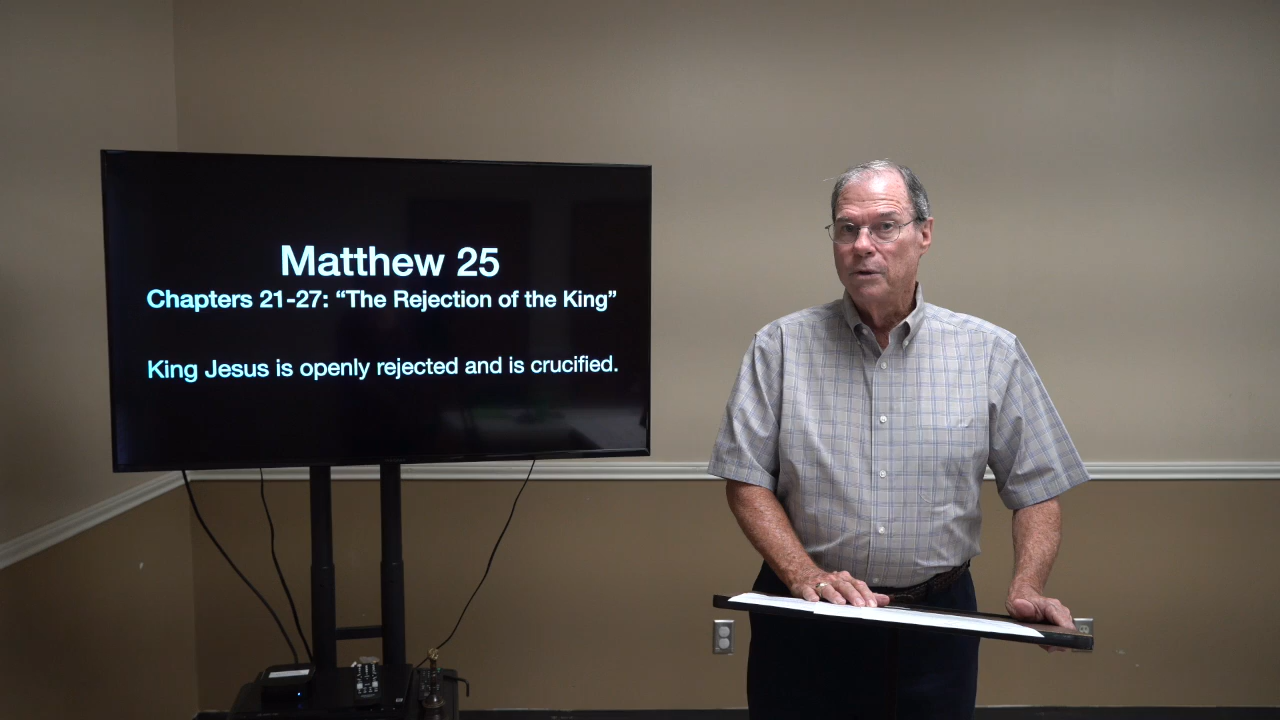 Matthew 25
Chapters 21-27: “The Rejection of the King”
King Jesus is openly rejected and is crucified.